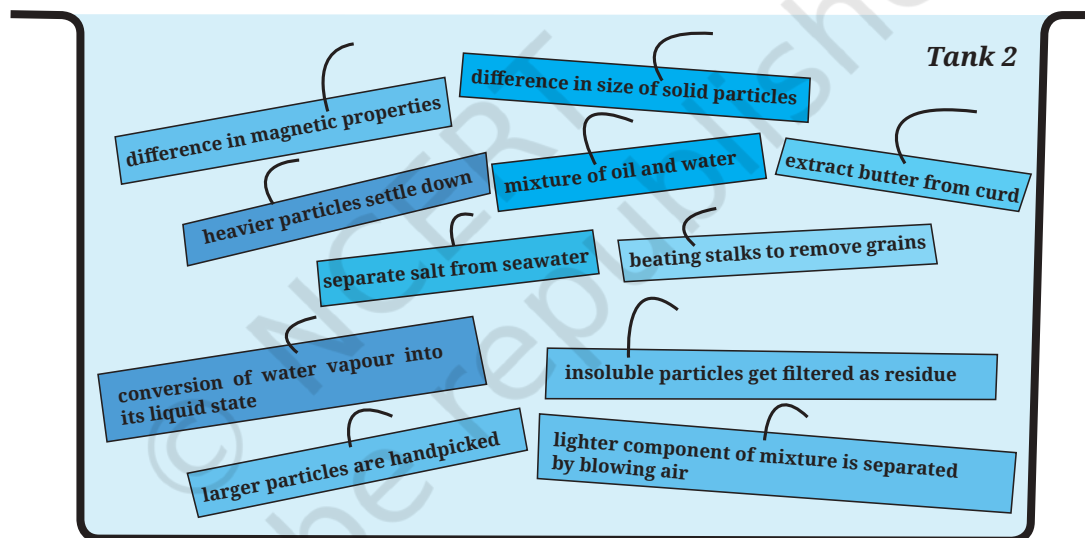 Tank 2
difference in size of solid particles
difference in magnetic properties
mixture of oil and water
extract butter from curd
heavier particles settle down
beating stalks to remove grains
separate salt from seawater
conversion of water vapour into
its liquid state
insoluble particles get filtered as residue
larger particles are handpicked
lighter component of mixture is separated
by blowing air
© NCERT
be republished